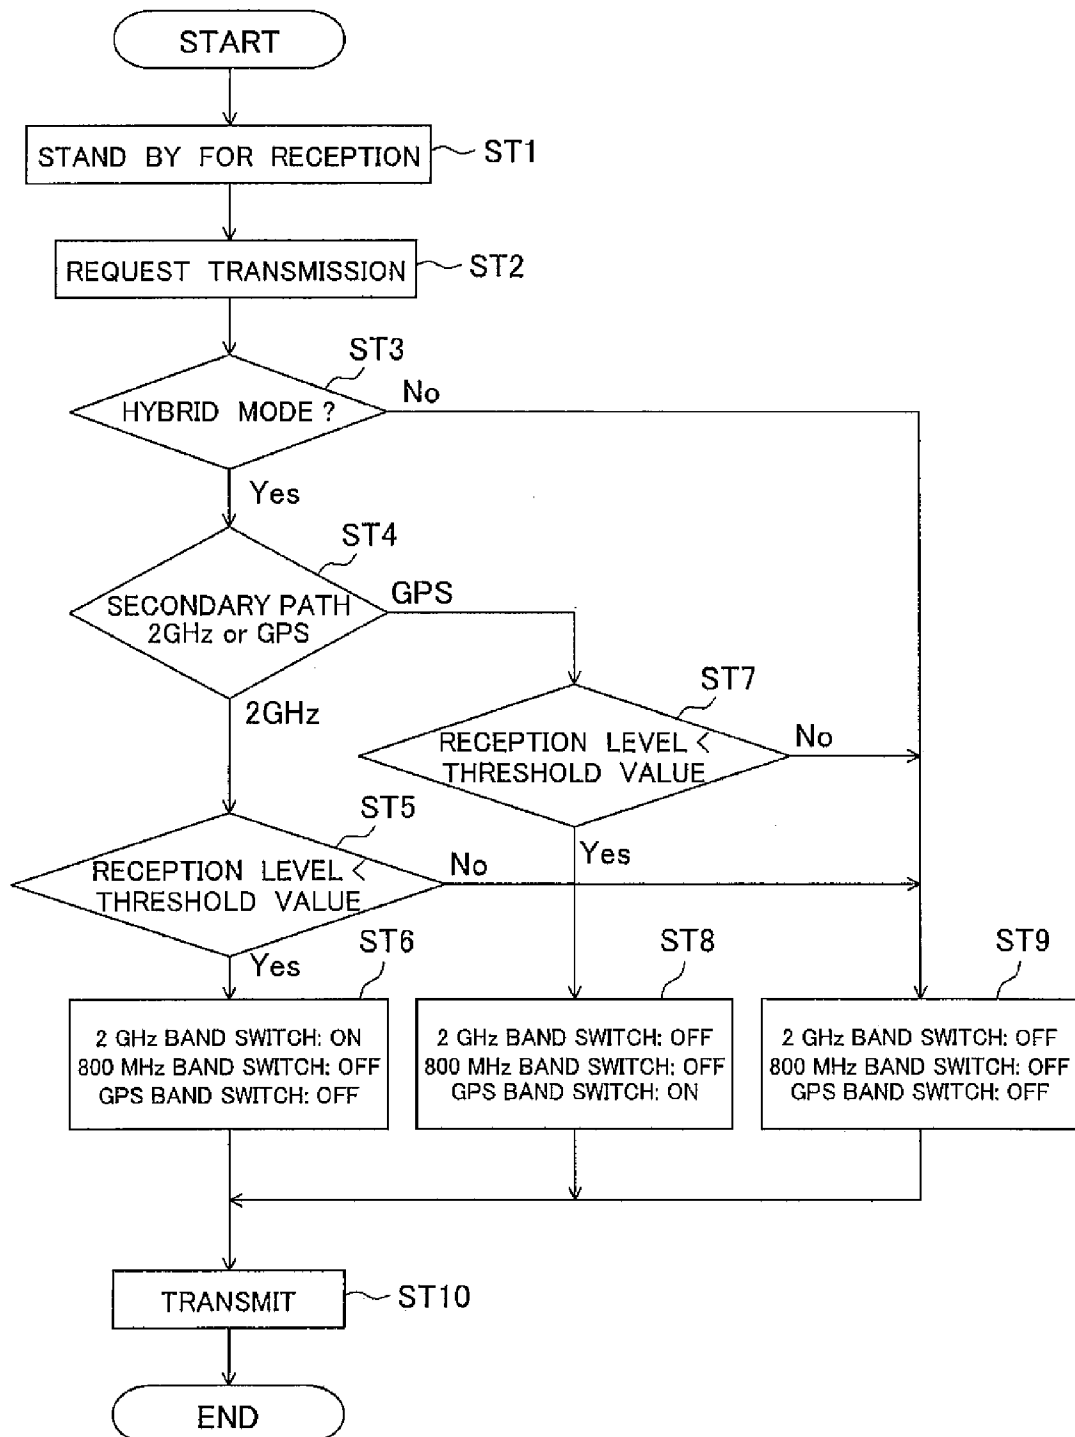 START
STAND BY FOR RECEPTION
ST1
REQUEST TRANSMISSION
ST2
ST3
HYBRID MODE ?
No
Yes
ST4
SECONDARY PATH
2GHz or GPS
GPS
2GHz
ST7
RECEPTION LEVEL <
THRESHOLD VALUE
No
Yes
ST5
RECEPTION LEVEL <
THRESHOLD VALUE
No
Yes
ST6
2 GHz BAND SWITCH: ON
800 MHz BAND SWITCH: OFF
GPS BAND SWITCH: OFF
ST8
2 GHz BAND SWITCH: OFF
800 MHz BAND SWITCH: OFF
GPS BAND SWITCH: ON
ST9
2 GHz BAND SWITCH: OFF
800 MHz BAND SWITCH: OFF
GPS BAND SWITCH: OFF
TRANSMIT
ST10
END